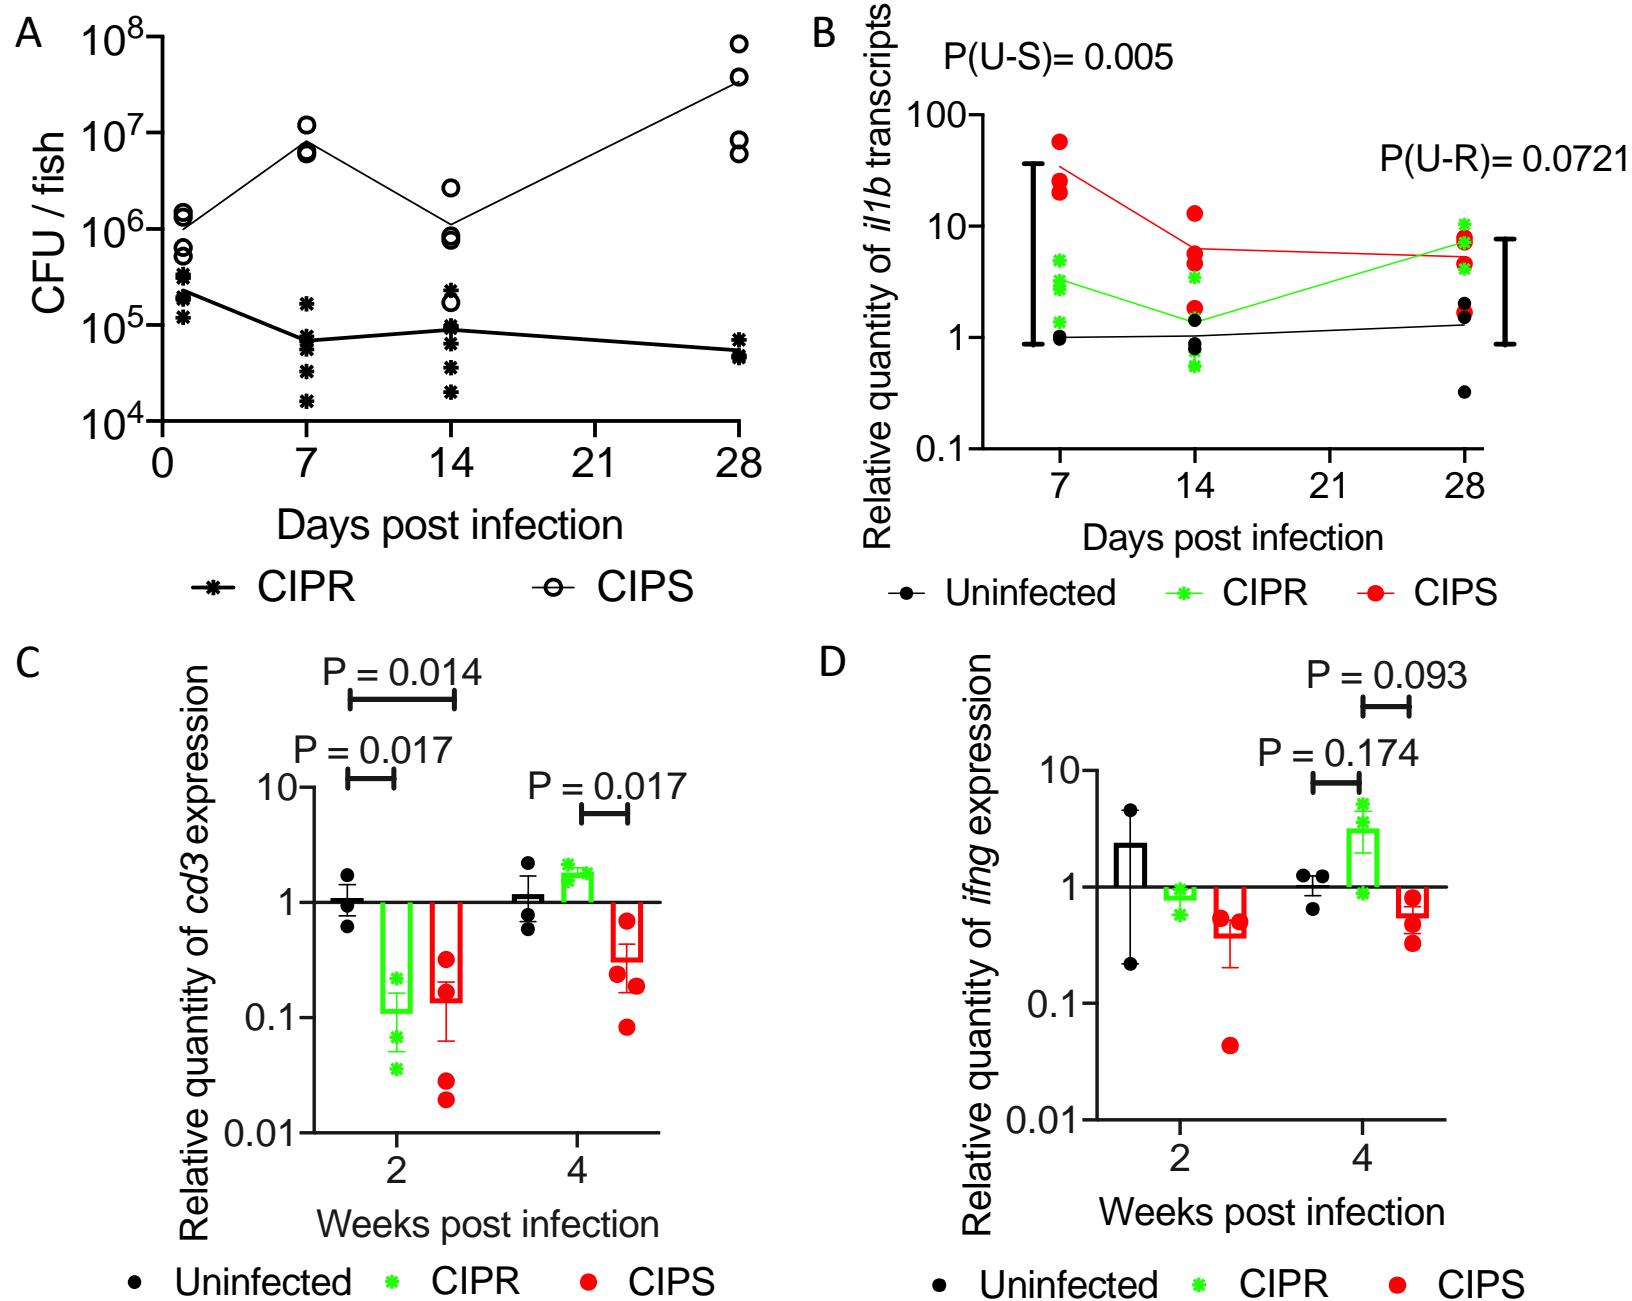 A
CFU / fish
10^8
10^7
10^6
10^5
10^4
0 7 14 21 28
Days post infection
CIPR CIPS
B
Relative quantity of il1b transcripts
P(U-S)= 0.005
P(U-R)= 0.0721
100
10
1
0.1
7 14 21 28
Days post infection
Uninfected CIPR CIPS
C
Relative quantity of cd3 expression
P = 0.014
P = 0.017
P = 0.017
10
1
0.1
0.01
2 4
Weeks post infection
Uninfected CIPR CIPS
D
Relative quantity of ifng expression
P = 0.093
P = 0.174
10
1
0.1
0.01
2 4
Weeks post infection
Uninfected CIPR CIPS